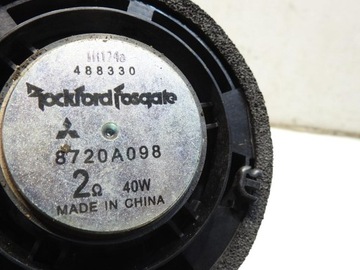 488330
Rockford Fosgate
8720A098
2Ω 40W
MADE IN CHINA